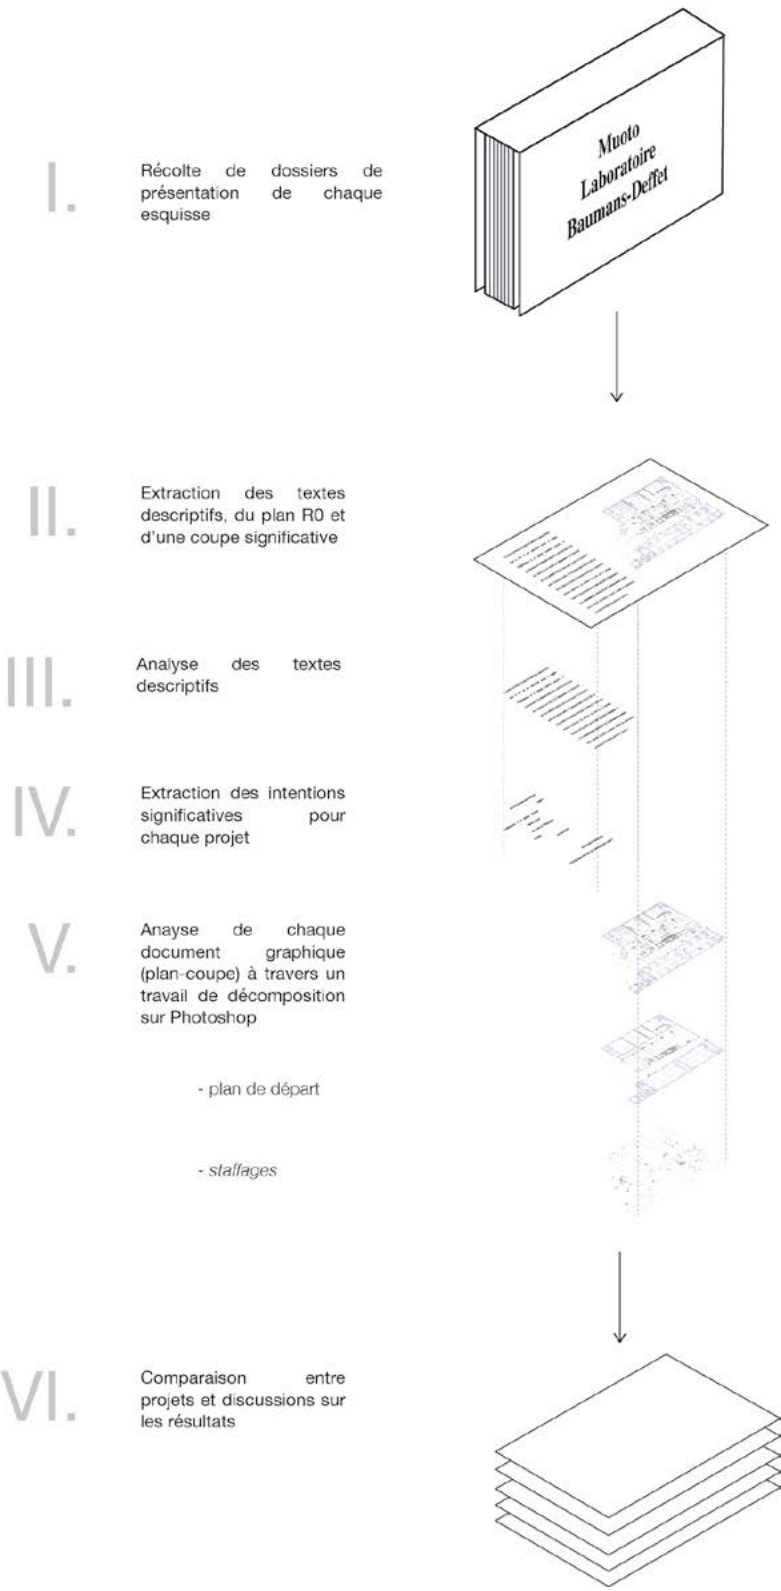 I.
Récolte de dossiers de
présentation de chaque
esquisse
Muoto
Laboratoire
Baumans-Deffet
II.
Extraction des textes
descriptifs, du plan R0 et
d'une coupe significative
III.
Analyse des textes
descriptifs
IV.
Extraction des intentions
significatives pour
chaque projet
V.
Anayse de chaque
document graphique
(plan-coupe) à travers un
travail de décomposition
sur Photoshop
- plan de départ
- staffages
VI.
Comparaison entre
projets et discussions sur
les résultats